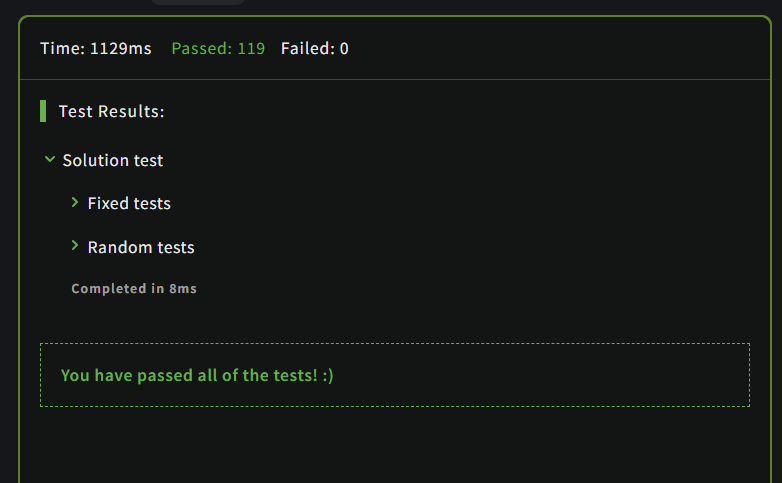 Time: 1129ms Passed: 119 Failed: 0
Test Results:
Solution test
Fixed tests
Random tests
Completed in 8ms
You have passed all of the tests! :)